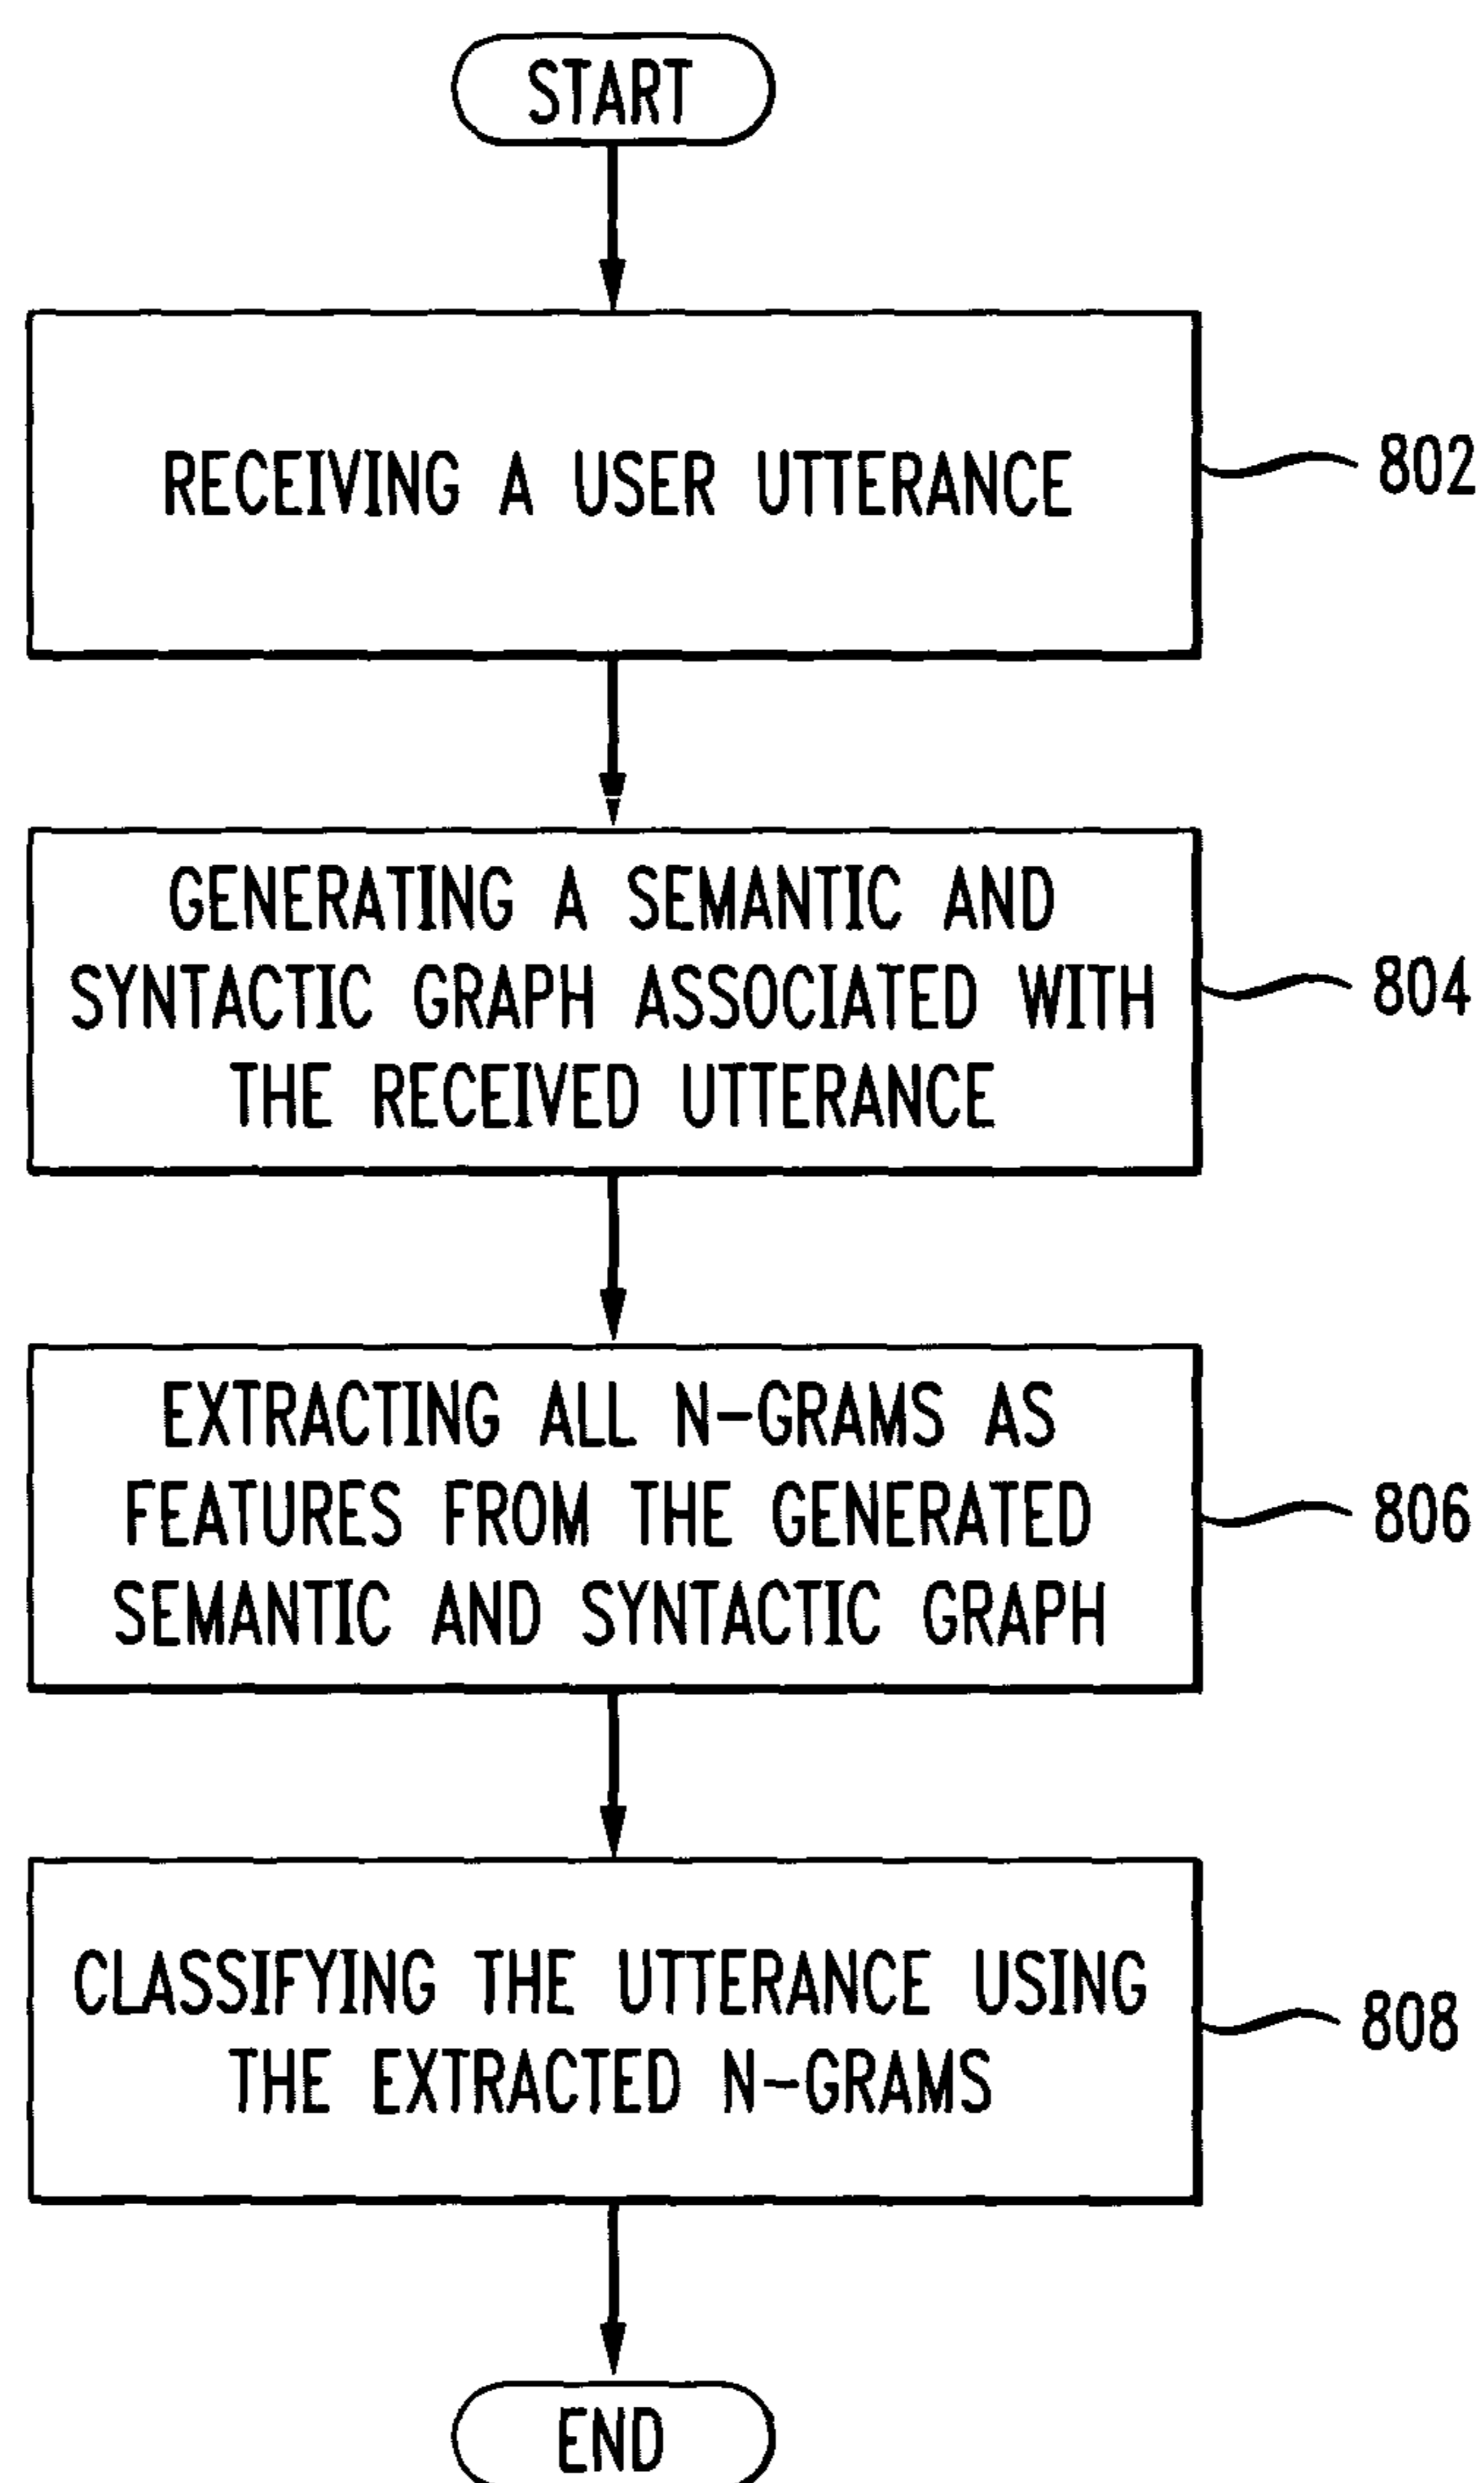 START
RECEIVING A USER UTTERANCE
802
GENERATING A SEMANTIC AND
SYNTACTIC GRAPH ASSOCIATED WITH
THE RECEIVED UTTERANCE
804
EXTRACTING ALL N-GRAMS AS
FEATURES FROM THE GENERATED
SEMANTIC AND SYNTACTIC GRAPH
806
CLASSIFYING THE UTTERANCE USING
THE EXTRACTED N-GRAMS
808
END